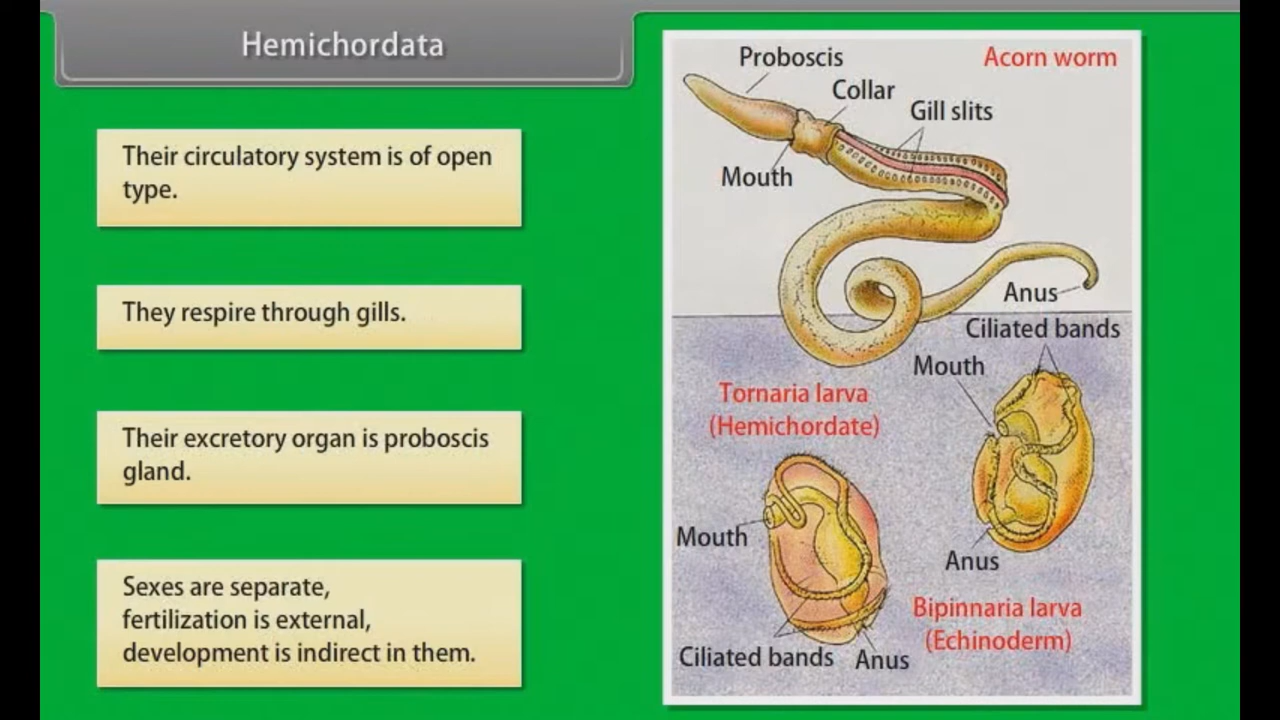 Hemichordata
Their circulatory system is of open
type.
They respire through gills.
Their excretory organ is proboscis
gland.
Sexes are separate,
fertilization is external,
development is indirect in them.
Proboscis
Acorn worm
Collar
Gill slits
Mouth
Anus
Ciliated bands
Mouth
Tornaria larva
(Hemichordate)
Mouth
Anus
Bipinnaria larva
(Echinoderm)
Ciliated bands
Anus